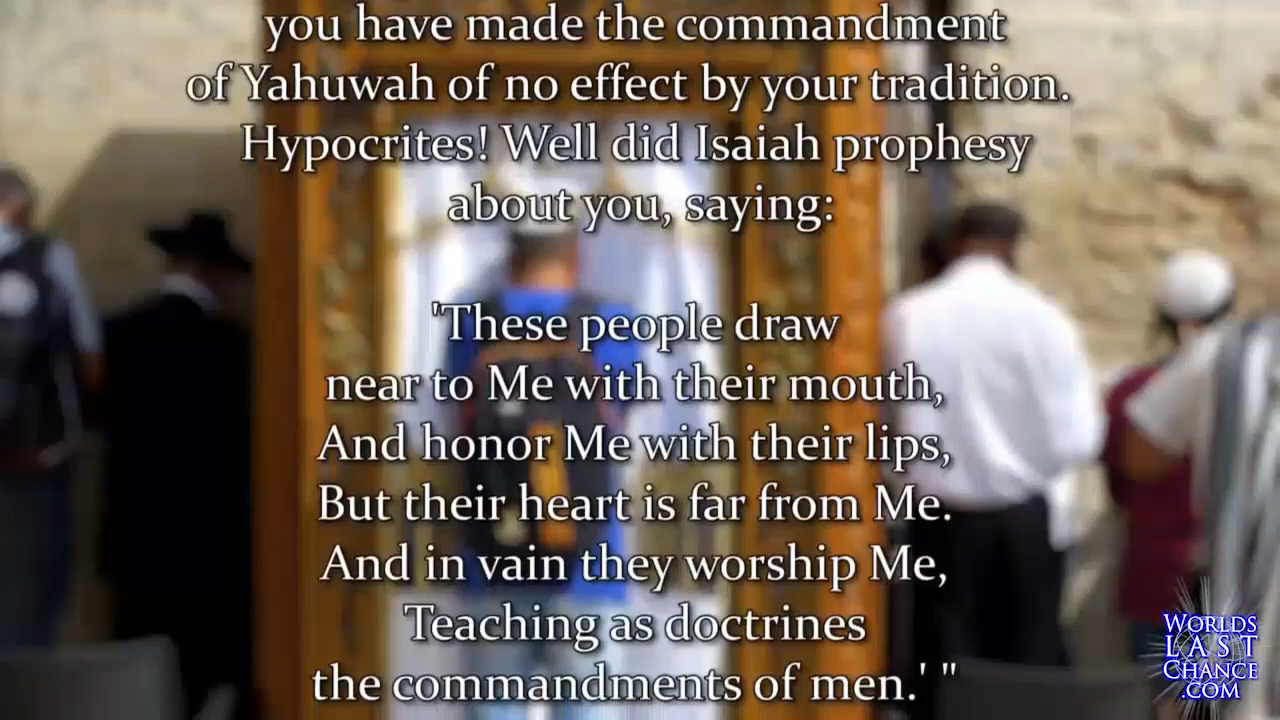 you have made the commandment
of Yahuwah of no effect by your tradition.
Hypocrites! Well did Isaiah prophesy
about you, saying:
'These people draw
near to Me with their mouth,
And honor Me with their lips,
But their heart is far from Me.
And in vain they worship Me,
Teaching as doctrines
the commandments of men.' "
WORLDS
LAST
CHANCE
.COM